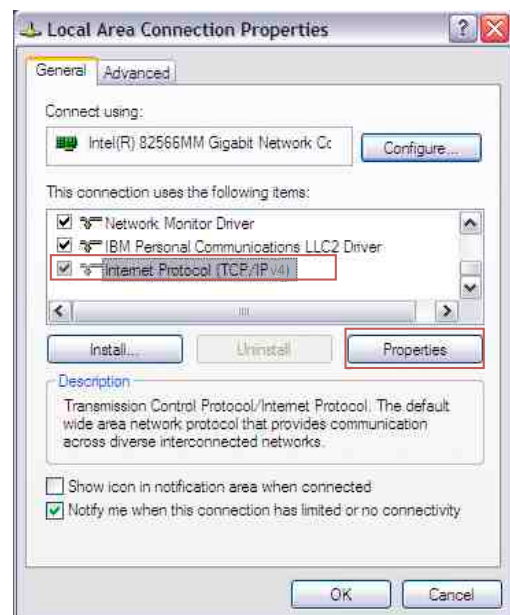 Local Area Connection Properties
General Advanced
Connect using:
Intel(R) 82566MM Gigabit Network Cc
Configure...
This connection uses the following items:
Network Monitor Driver
IBM Personal Communications LLC2 Driver
Internet Protocol (TCP/IPv4)
Install... Uninstall Properties
Description
Transmission Control Protocol/Internet Protocol. The default
wide area network protocol that provides communication
across diverse interconnected networks.
Show icon in notification area when connected
Notify me when this connection has limited or no connectivity
OK Cancel